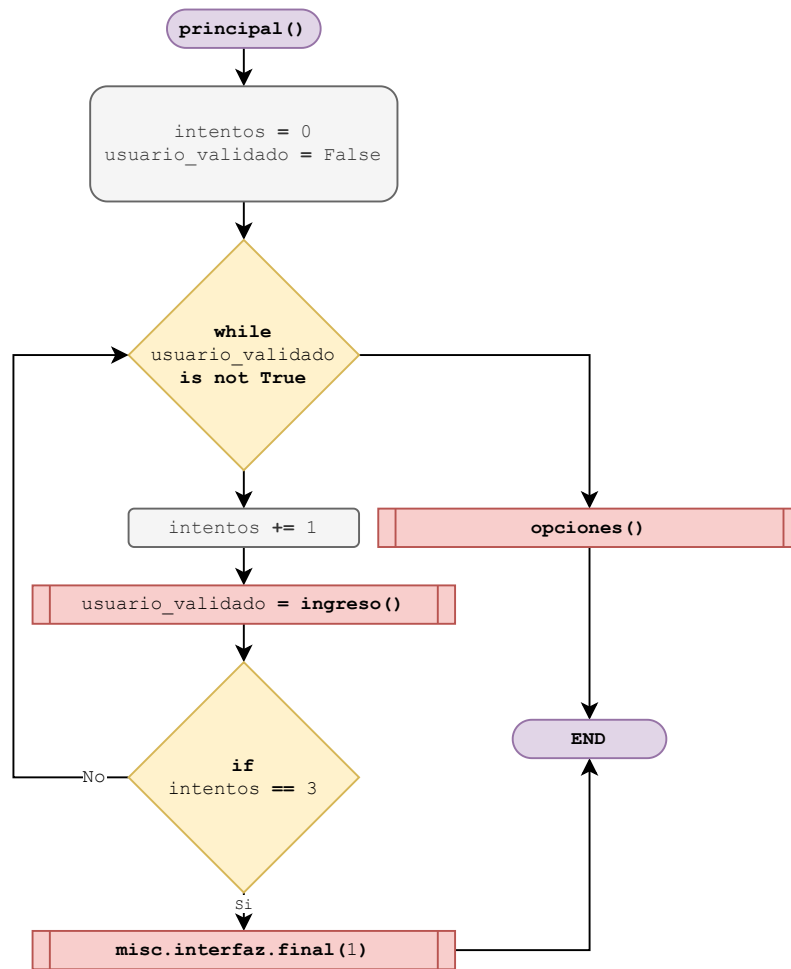 principal()
intentos = 0
usuario_validado = False
while
usuario_validado
is not True
intentos += 1
opciones()
usuario_validado = ingreso()
if
intentos == 3
No
END
Si
misc.interfaz.final(1)